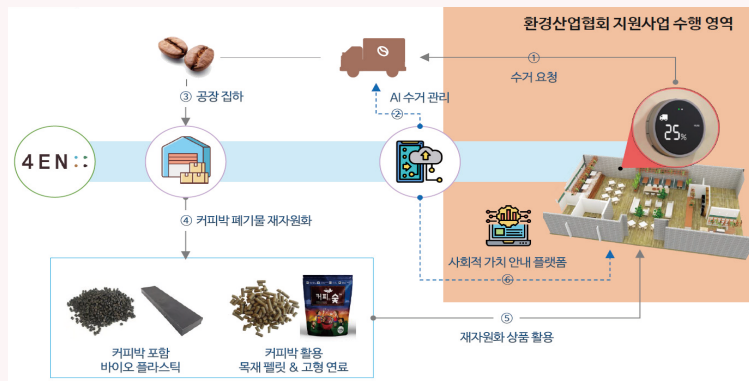 환경산업협회 지원사업 수행 영역
①
수거 요청
③ 공장 집하
AI 수거 관리
②
25%
4EN
④ 커피박 폐기물 재자원화
사회적 가치 안내 플랫폼
⑥
커피숯
⑤
재자원화 상품 활용
커피박 포함
바이오 플라스틱
커피박 활용
목재 펠릿 & 고형 연료